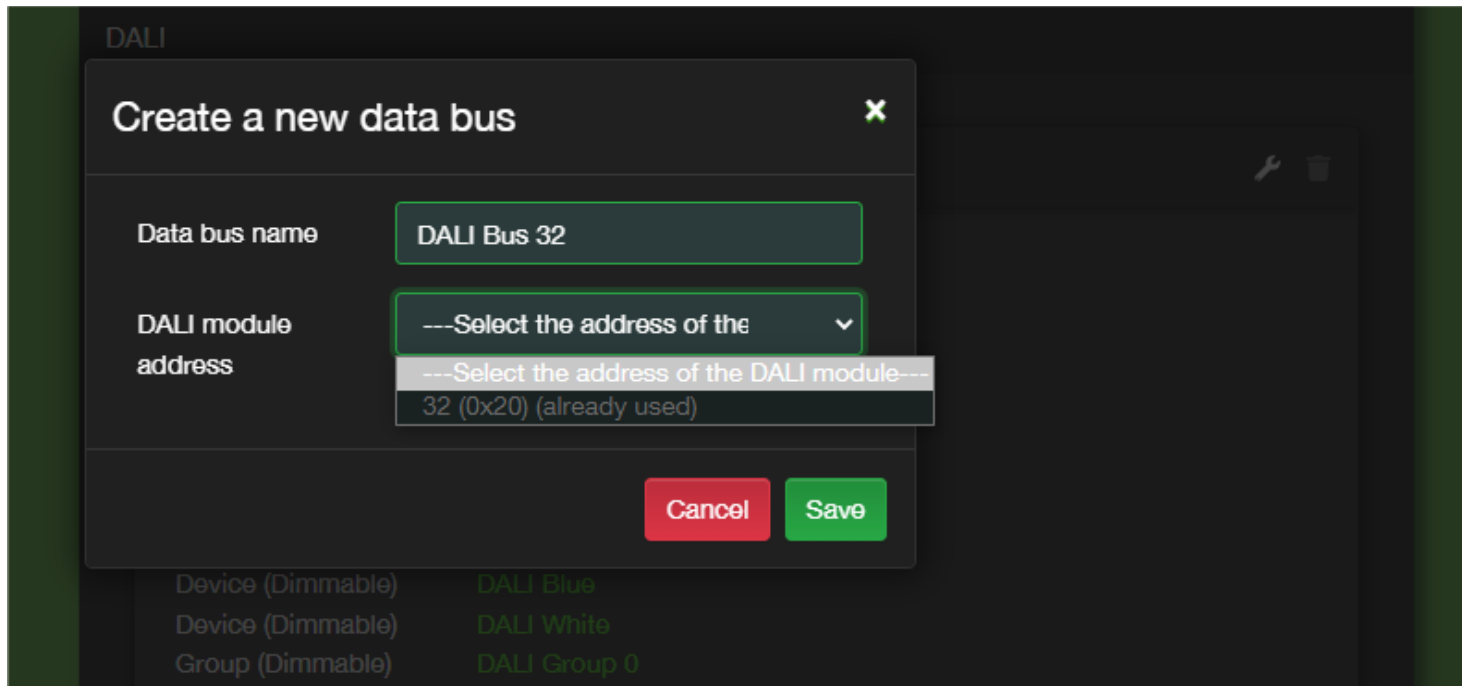 DALI
Create a new data bus
Data bus name
DALI Bus 32
DALI module
address
---Select the address of the
---Select the address of the DALI module---
32 (0x20) (already used)
Cancel
Save
Device (Dimmable) DALI Blue
Device (Dimmable) DALI White
Group (Dimmable) DALI Group 0